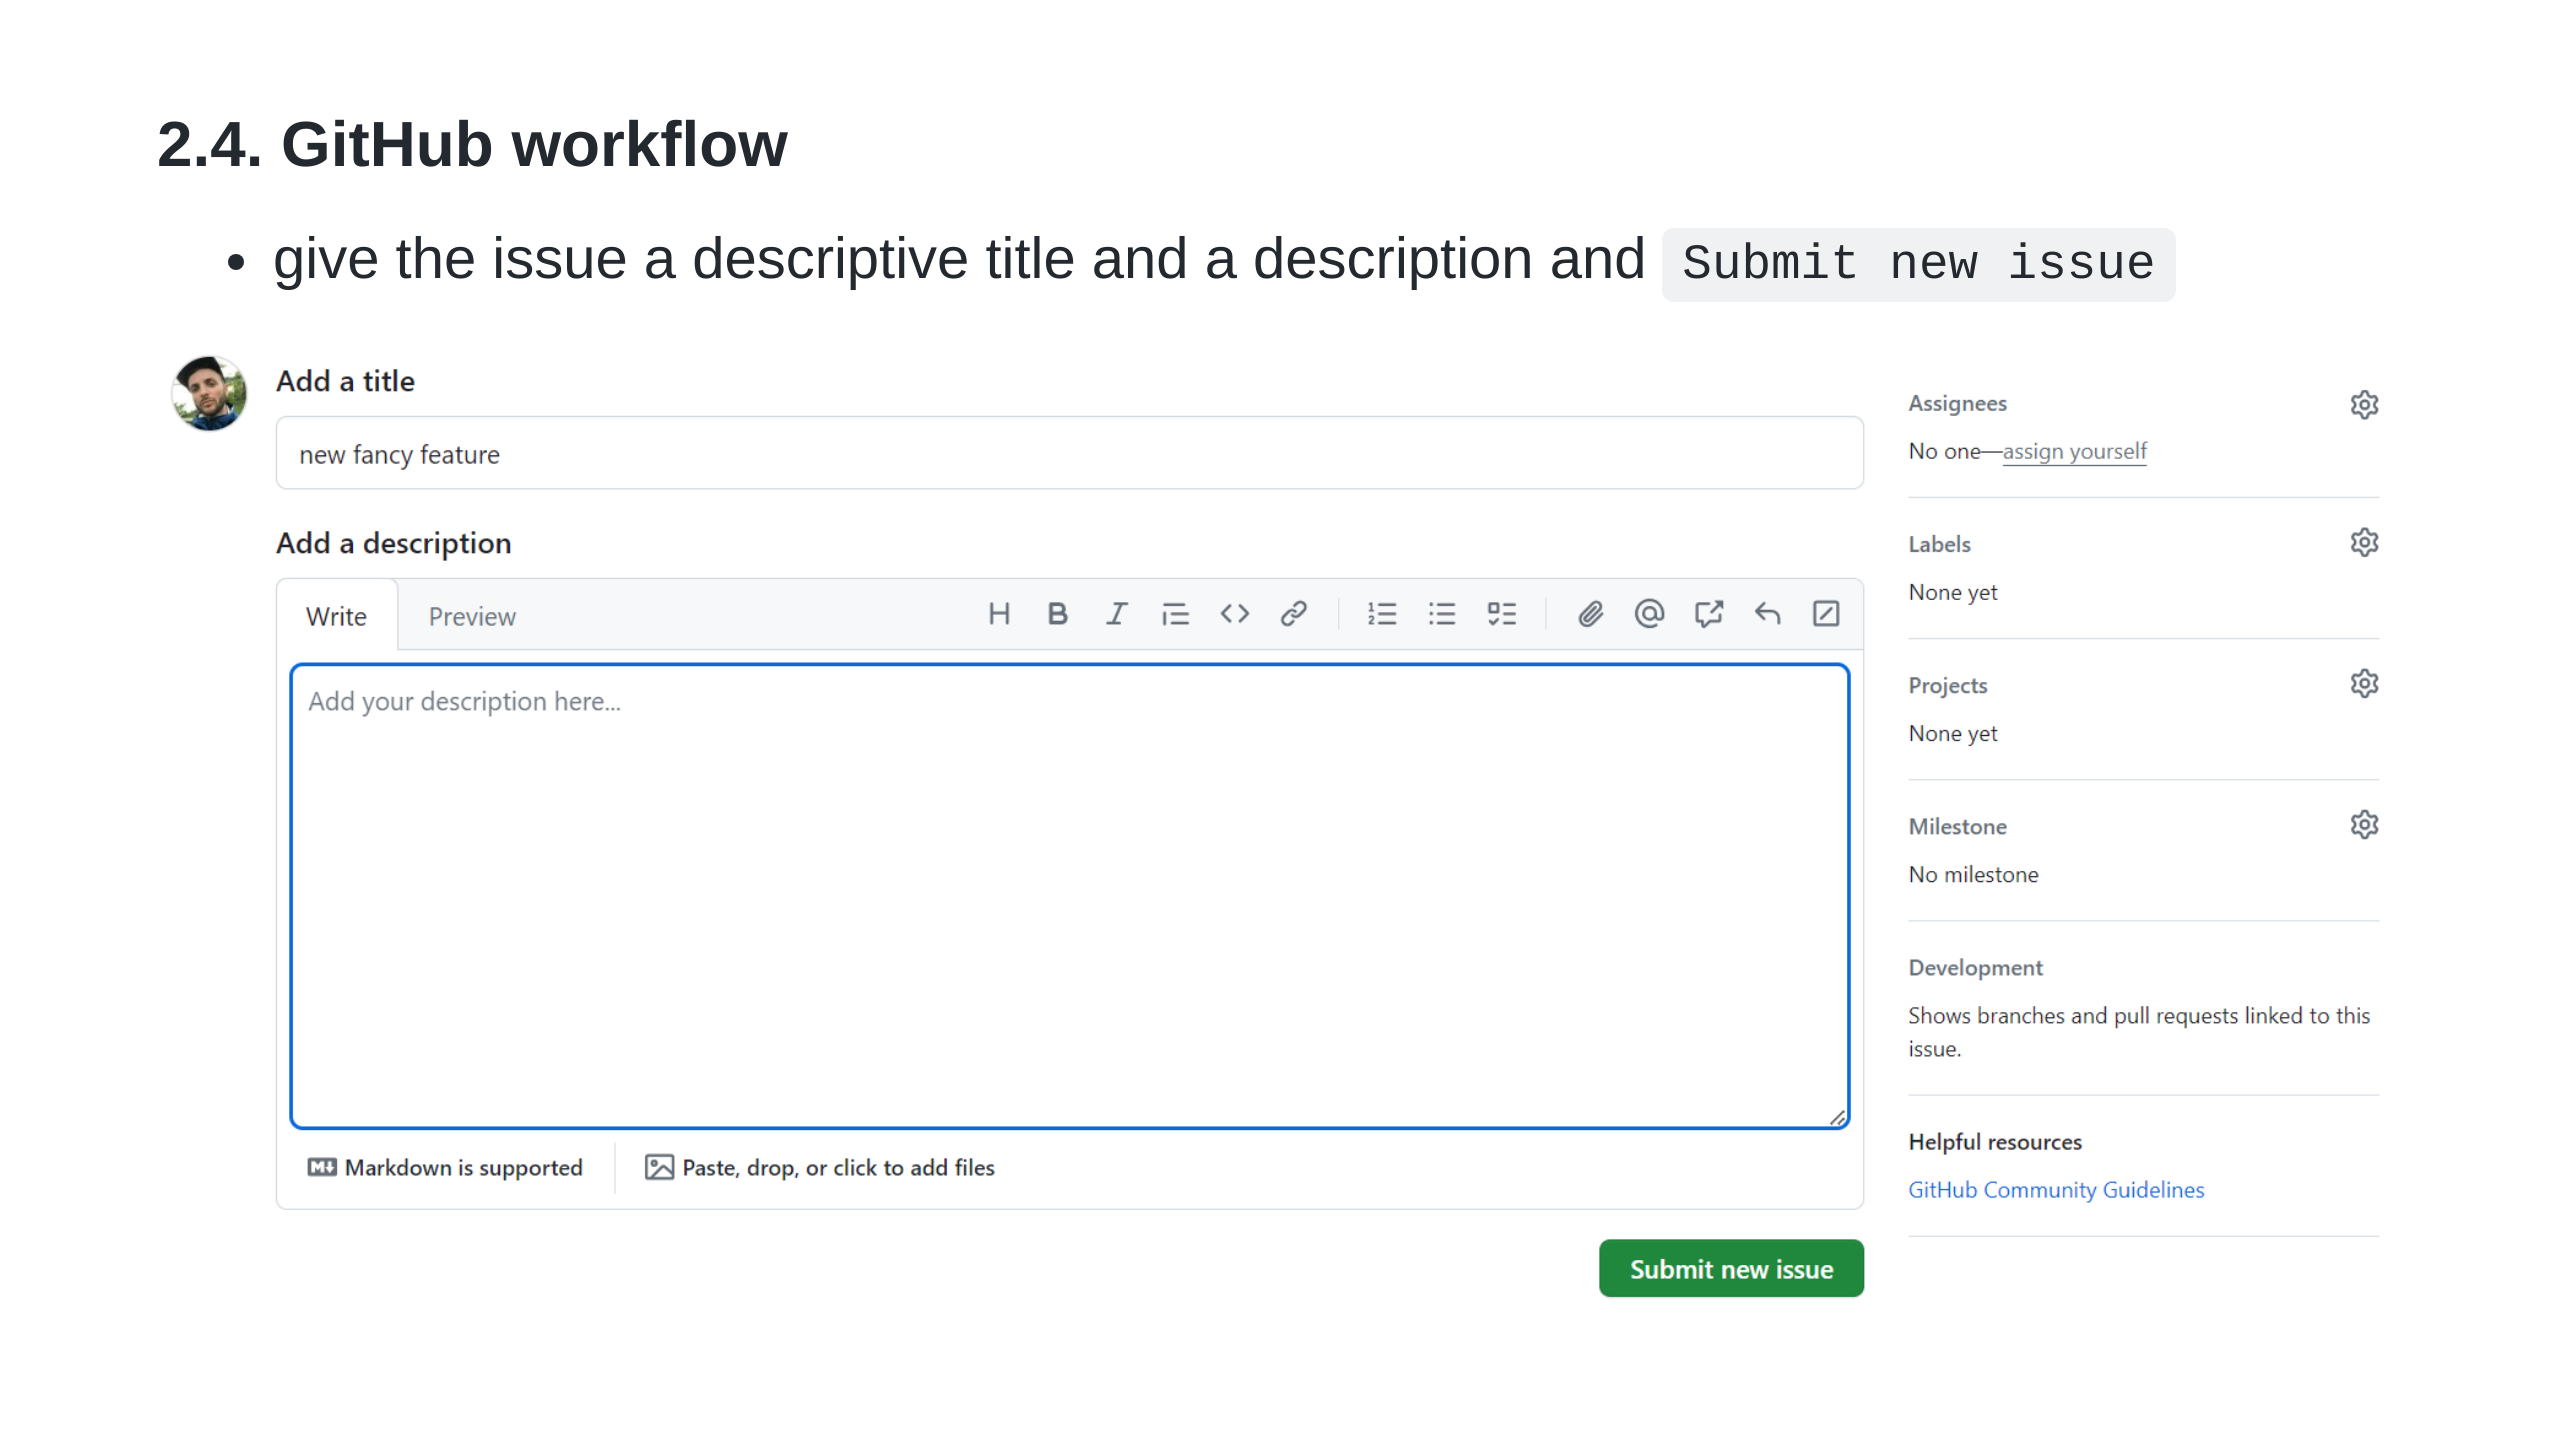 2.4. GitHub workflow
• give the issue a descriptive title and a description and Submit new issue
Add a title
new fancy feature
Add a description
Write Preview
Add your description here...
Markdown is supported
Paste, drop, or click to add files
Submit new issue
Assignees
No one—assign yourself
Labels
None yet
Projects
None yet
Milestone
No milestone
Development
Shows branches and pull requests linked to this
issue.
Helpful resources
GitHub Community Guidelines